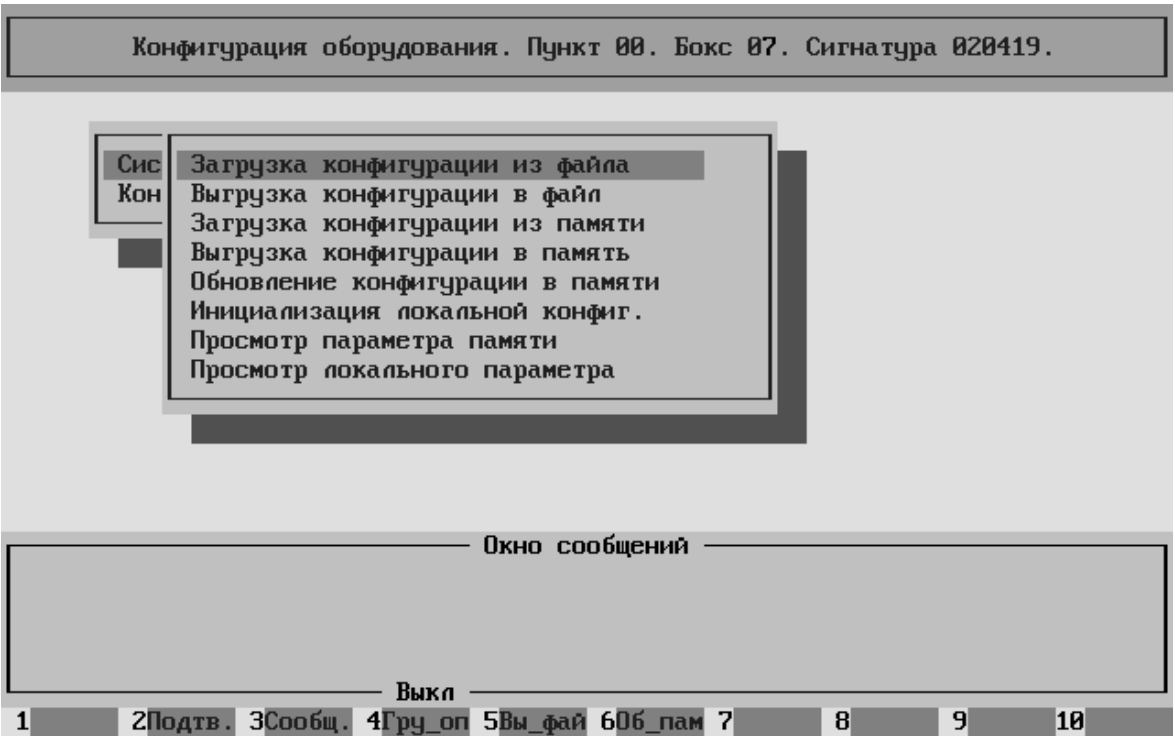 Конфигурация оборудования. Пункт 00. Бокс 07. Сигнатура 020419.
Сис
Кон
Загрузка конфигурации из файла
Выгрузка конфигурации в файл
Загрузка конфигурации из памяти
Выгрузка конфигурации в память
Обновление конфигурации в памяти
Инициализация локальной конфиг.
Просмотр параметра памяти
Просмотр локального параметра
Окно сообщений
Выкл
1 2Подтв. 3Сообщ. 4Гру_оп 5Вы_фай 6Об_пам 7 8 9 10